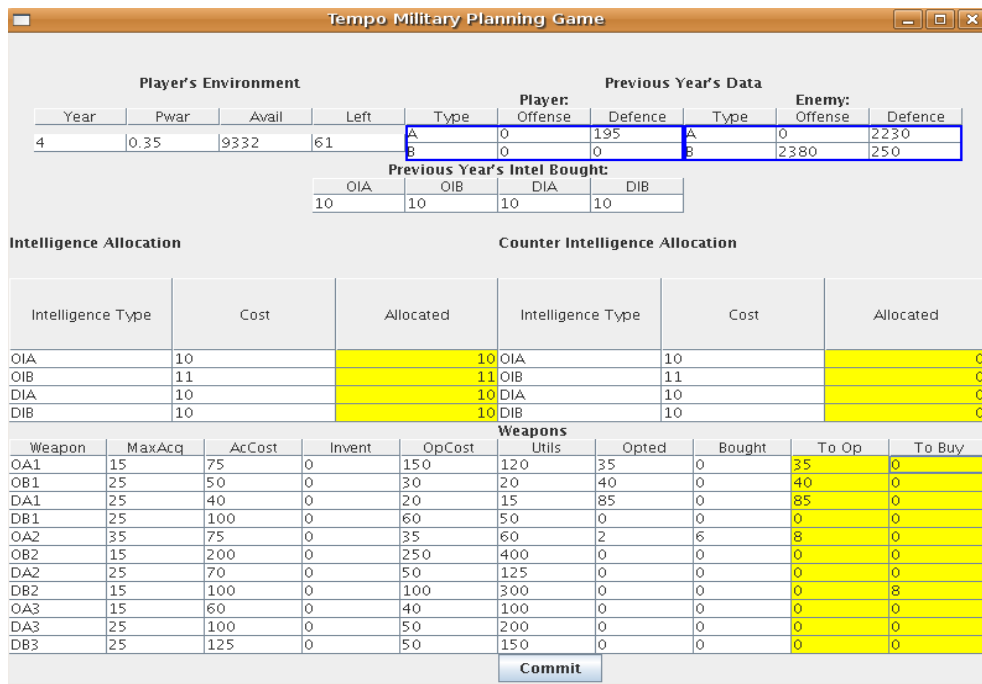 Tempo Military Planning Game
Player's Environment Previous Year's Data
Player: Enemy:
Year Pwar Avail Left Type Offense Defence Type Offense Defence
4 0.35 9332 61 A 0 195 A 0 2230
B 0 0 B 2380 250
Previous Year's Intel Bought:
OIA OIB DIA DIB
10 10 10 10
Intelligence Allocation Counter Intelligence Allocation
Intelligence Type Cost Allocated Intelligence Type Cost Allocated
OIA 10 10 OIA 10 0
OIB 11 11 OIB 11 0
DIA 10 10 DIA 10 0
DIB 10 10 DIB 10 0
Weapons
Weapon MaxAcq AcCost Invent OpCost Utils Opted Bought To Op To Buy
OA1 15 75 0 150 120 35 0 35 0
OB1 25 50 0 30 20 40 0 40 0
DA1 25 40 0 20 15 85 0 85 0
DB1 25 100 0 60 50 0 0 0 0
OA2 35 75 0 35 60 2 6 8 0
OB2 15 200 0 250 400 0 0 0 0
DA2 25 70 0 50 125 0 0 0 0
DB2 15 100 0 100 300 0 0 0 8
OA3 15 60 0 40 100 0 0 0 0
DA3 25 100 0 50 200 0 0 0 0
DB3 25 125 0 50 150 0 0 0 0
Commit